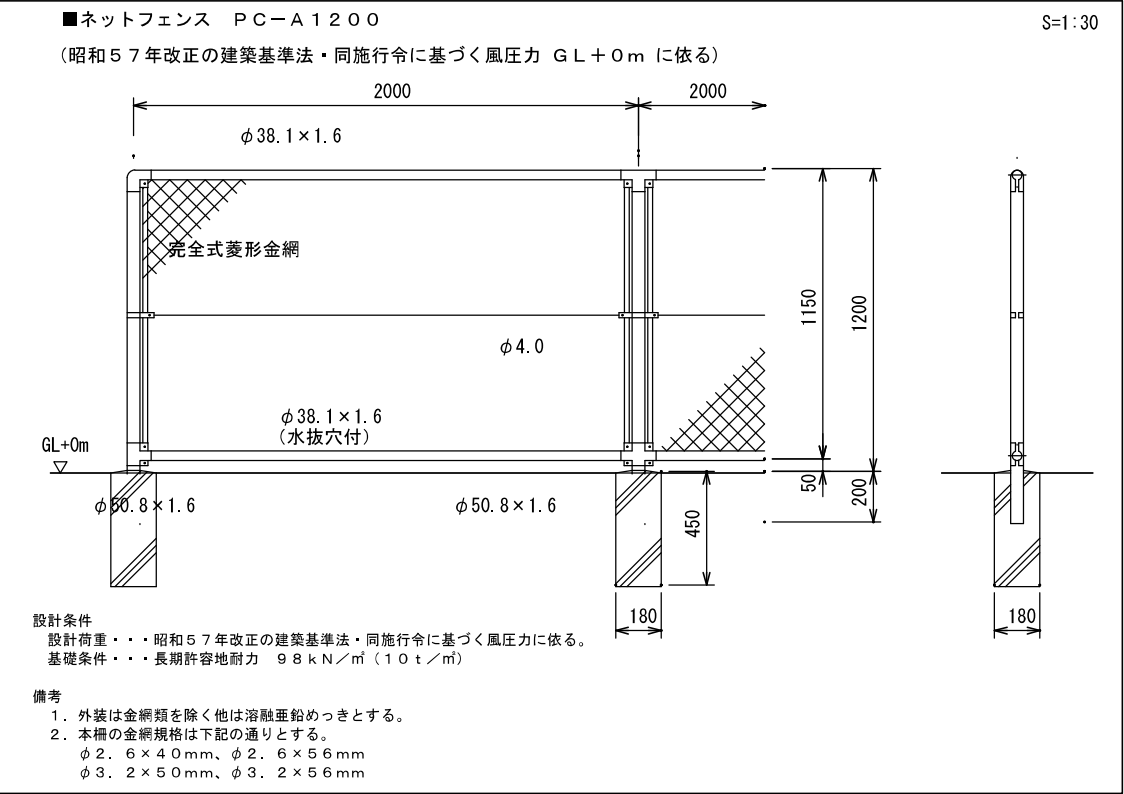 ■ネットフェンス　ＰＣ－Ａ１２００
S=1:30
（昭和５７年改正の建築基準法・同施行令に基づく風圧力 ＧＬ＋０ｍ に依る）
2000
2000
φ38.1×1.6
完全式菱形金網
1150
1200
φ4.0
φ38.1×1.6
（水抜穴付）
GL+0m
50
200
φ50.8×1.6
φ50.8×1.6
450
180
180
設計条件
設計荷重・・・昭和５７年改正の建築基準法・同施行令に基づく風圧力に依る。
基礎条件・・・長期許容地耐力　９８ｋＮ／㎡（１０ｔ／㎡）
備考
１．外装は金網類を除く他は溶融亜鉛めっきとする。
２．本柵の金網規格は下記の通りとする。
φ２．６×４０mm、φ２．６×５６mm
φ３．２×５０mm、φ３．２×５６mm